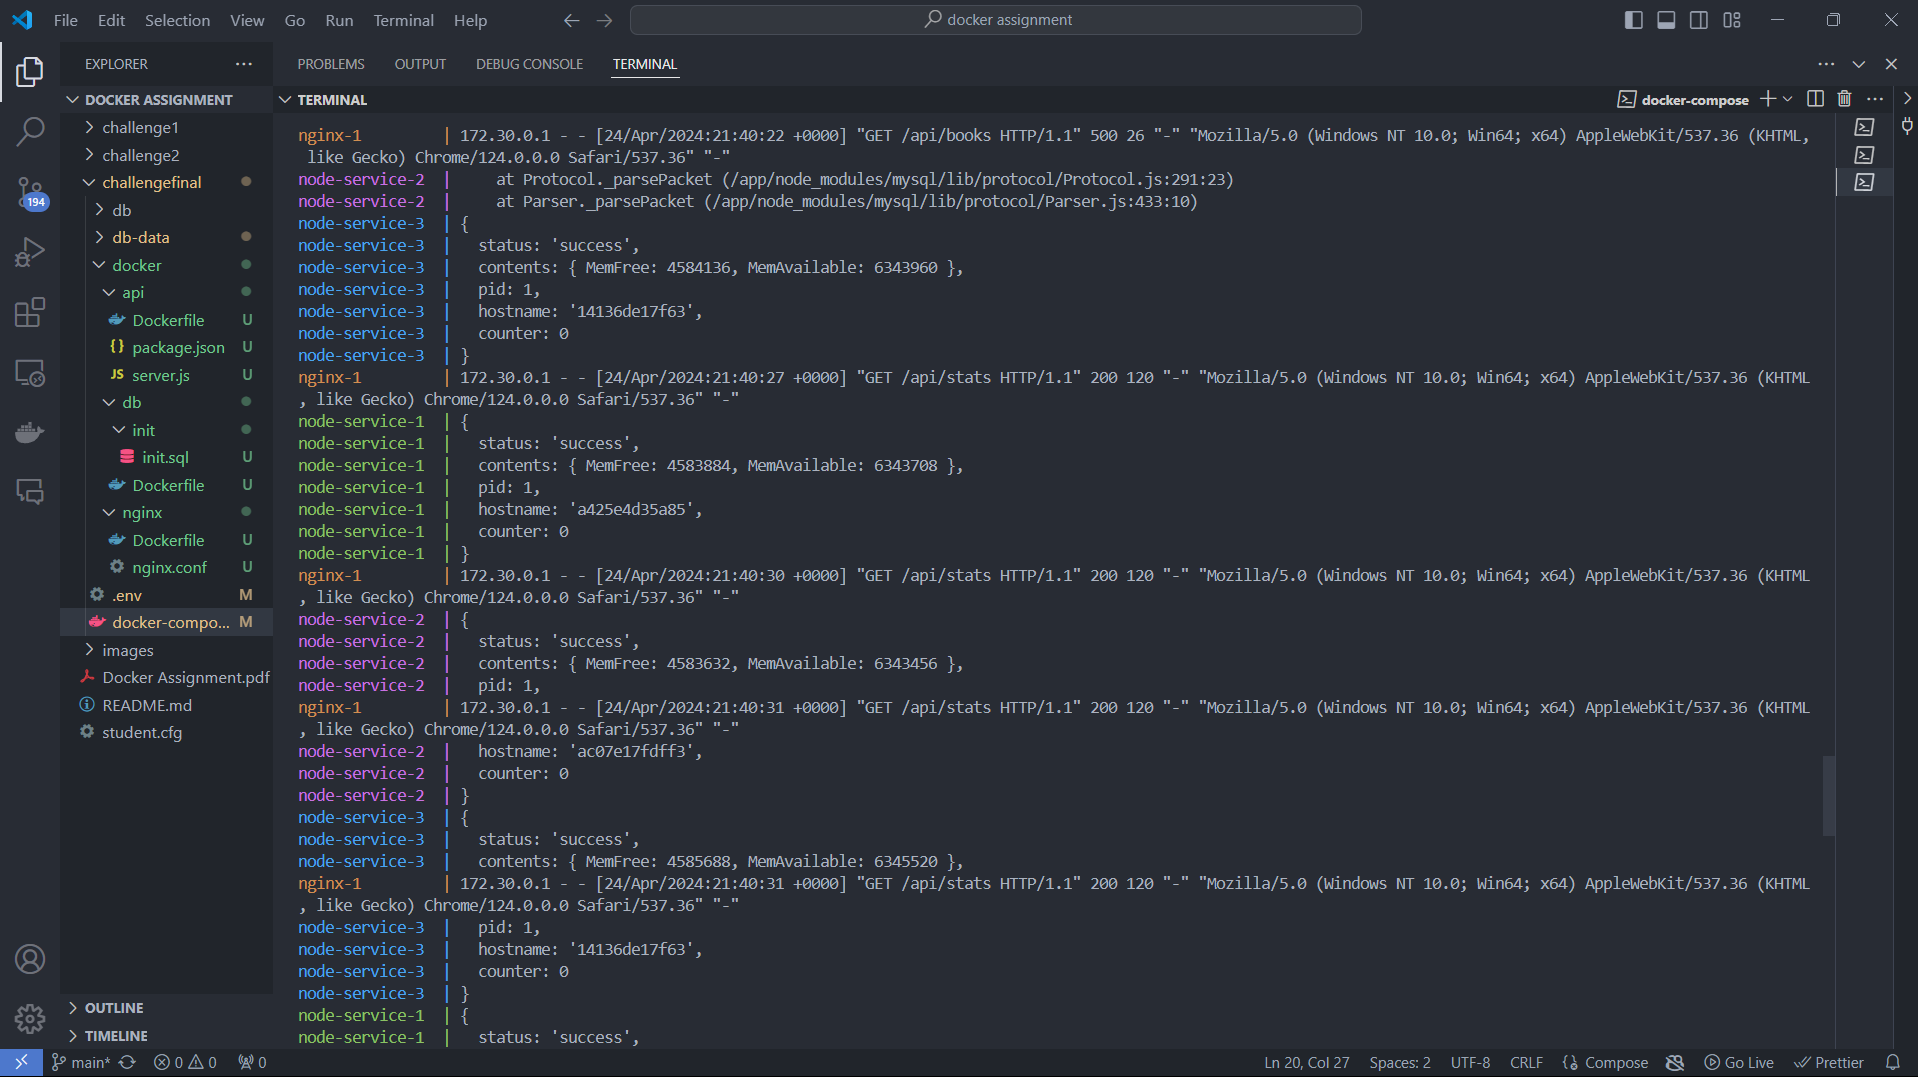 File Edit Selection View Go Run Terminal Help
docker assignment
EXPLORER
PROBLEMS OUTPUT DEBUG CONSOLE TERMINAL
DOCKER ASSIGNMENT
challenge1
challenge2
challengefinal
db
db-data
docker
api
Dockerfile U
package.json U
server.js U
db
init
init.sql U
Dockerfile U
nginx
Dockerfile U
nginx.conf U
.env M
docker-compo... M
images
Docker Assignment.pdf
README.md
student.cfg
OUTLINE
TIMELINE
194
TERMINAL
docker-compose
nginx-1 | 172.30.0.1 - - [24/Apr/2024:21:40:22 +0000] "GET /api/books HTTP/1.1" 500 26 "-" "Mozilla/5.0 (Windows NT 10.0; Win64; x64) AppleWebKit/537.36 (KHTML,
like Gecko) Chrome/124.0.0.0 Safari/537.36" "-"
node-service-2 | at Protocol._parsePacket (/app/node_modules/mysql/lib/protocol/Protocol.js:291:23)
node-service-2 | at Parser._parsePacket (/app/node_modules/mysql/lib/protocol/Parser.js:433:10)
node-service-3 | {
node-service-3 | status: 'success',
node-service-3 | contents: { MemFree: 4584136, MemAvailable: 6343960 },
node-service-3 | pid: 1,
node-service-3 | hostname: '14136de17f63',
node-service-3 | counter: 0
node-service-3 | }
nginx-1 | 172.30.0.1 - - [24/Apr/2024:21:40:27 +0000] "GET /api/stats HTTP/1.1" 200 120 "-" "Mozilla/5.0 (Windows NT 10.0; Win64; x64) AppleWebKit/537.36 (KHTML
, like Gecko) Chrome/124.0.0.0 Safari/537.36" "-"
node-service-1 | {
node-service-1 | status: 'success',
node-service-1 | contents: { MemFree: 4583884, MemAvailable: 6343708 },
node-service-1 | pid: 1,
node-service-1 | hostname: 'a425e4d35a85',
node-service-1 | counter: 0
node-service-1 | }
nginx-1 | 172.30.0.1 - - [24/Apr/2024:21:40:30 +0000] "GET /api/stats HTTP/1.1" 200 120 "-" "Mozilla/5.0 (Windows NT 10.0; Win64; x64) AppleWebKit/537.36 (KHTML
, like Gecko) Chrome/124.0.0.0 Safari/537.36" "-"
node-service-2 | {
node-service-2 | status: 'success',
node-service-2 | contents: { MemFree: 4583632, MemAvailable: 6343456 },
node-service-2 | pid: 1,
nginx-1 | 172.30.0.1 - - [24/Apr/2024:21:40:31 +0000] "GET /api/stats HTTP/1.1" 200 120 "-" "Mozilla/5.0 (Windows NT 10.0; Win64; x64) AppleWebKit/537.36 (KHTML
, like Gecko) Chrome/124.0.0.0 Safari/537.36" "-"
node-service-2 | hostname: 'ac07e17fdff3',
node-service-2 | counter: 0
node-service-2 | }
node-service-3 | {
node-service-3 | status: 'success',
node-service-3 | contents: { MemFree: 4585688, MemAvailable: 6345520 },
nginx-1 | 172.30.0.1 - - [24/Apr/2024:21:40:31 +0000] "GET /api/stats HTTP/1.1" 200 120 "-" "Mozilla/5.0 (Windows NT 10.0; Win64; x64) AppleWebKit/537.36 (KHTML
, like Gecko) Chrome/124.0.0.0 Safari/537.36" "-"
node-service-3 | pid: 1,
node-service-3 | hostname: '14136de17f63',
node-service-3 | counter: 0
node-service-3 | }
node-service-1 | {
node-service-1 | status: 'success',
main* 0 0 0
Ln 20, Col 27 Spaces: 2 UTF-8 CRLF Compose Go Live Prettier